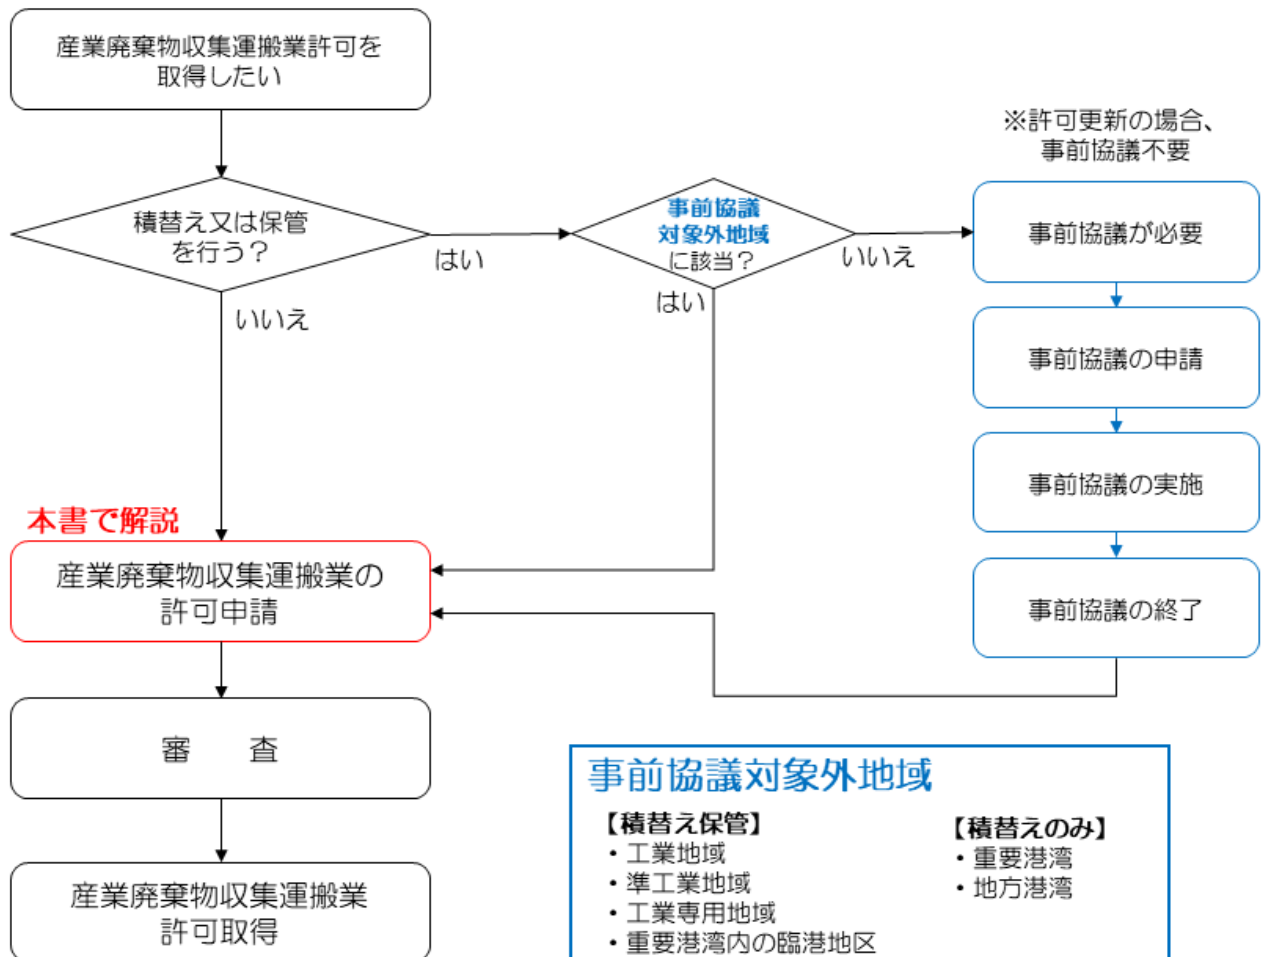 産業廃棄物収集運搬業許可を
取得したい
※許可更新の場合、
事前協議不要
積替え又は保管
を行う？
はい
いいえ
事前協議
対象外地域
に該当？
いいえ
はい
事前協議が必要
事前協議の申請
事前協議の実施
事前協議の終了
本書で解説
産業廃棄物収集運搬業の
許可申請
審　　査
産業廃棄物収集運搬業
許可取得
事前協議対象外地域
【積替え保管】
・工業地域
・準工業地域
・工業専用地域
・重要港湾内の臨港地区
【積替えのみ】
・重要港湾
・地方港湾